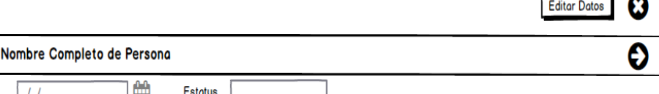 Editar Datos
Nombre Completo de Persona
/ /
Estatus